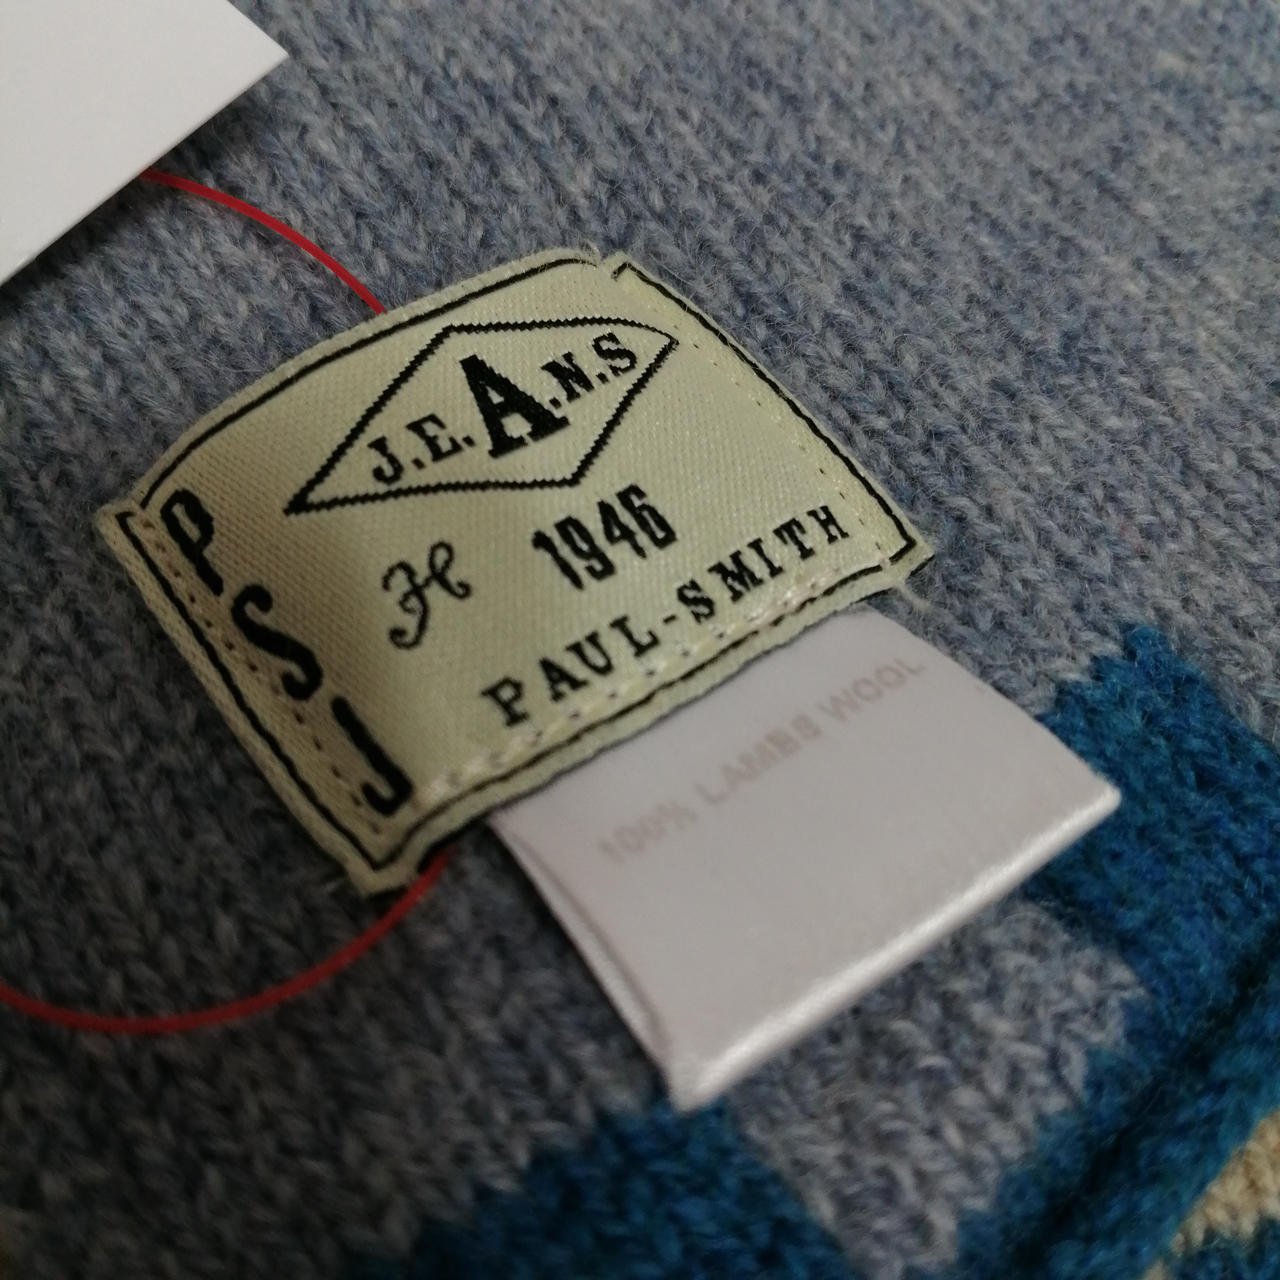 J.E.A.N.S
PSJ
H 1946
PAUL-SMITH
100% LAMBS WOOL